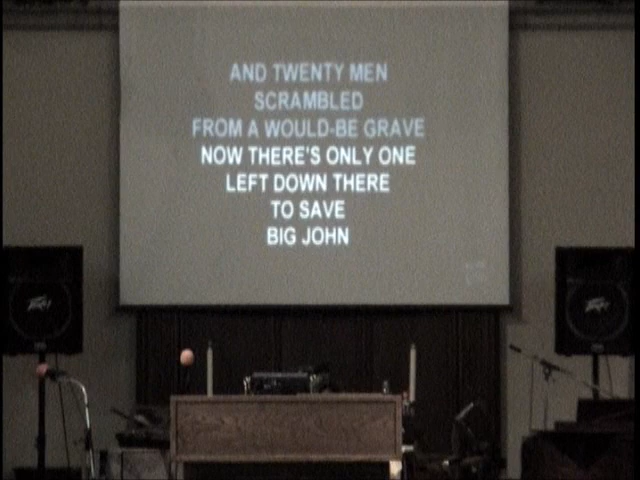 AND TWENTY MEN
SCRAMBLED
FROM A WOULD-BE GRAVE
NOW THERE'S ONLY ONE
LEFT DOWN THERE
TO SAVE
BIG JOHN